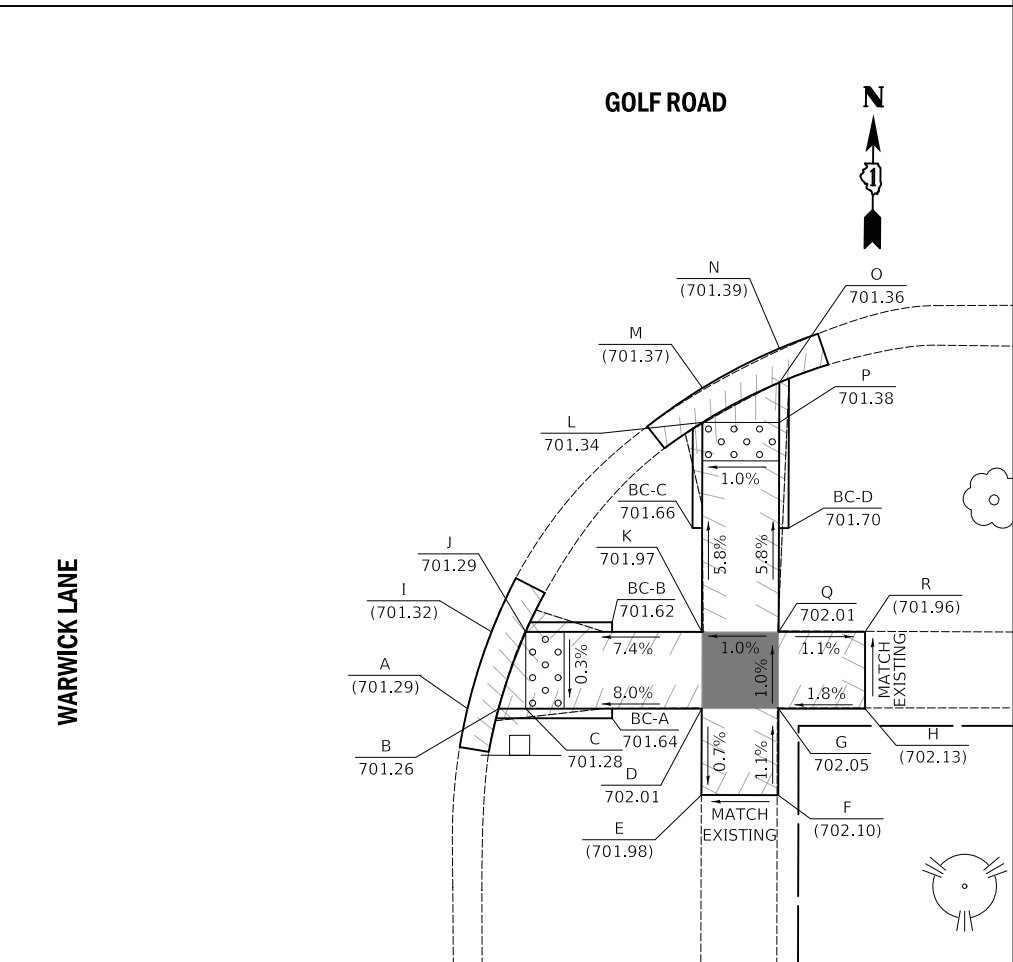 GOLF ROAD
N
1
N
(701.39)
O
701.36
M
(701.37)
P
701.38
L
701.34
1.0%
BC-C
701.66
BC-D
701.70
K
701.97
5.8%
5.8%
J
701.29
I
(701.32)
BC-B
701.62
Q
702.01
R
(701.96)
7.4%
1.0%
1.1%
0.3%
1.0%
MATCH
EXISTING
A
(701.29)
8.0%
1.8%
WARWICK LANE
B
701.26
C
701.28
BC-A
701.64
D
702.01
0.7%
1.1%
G
702.05
H
(702.13)
MATCH
EXISTING
E
(701.98)
F
(702.10)